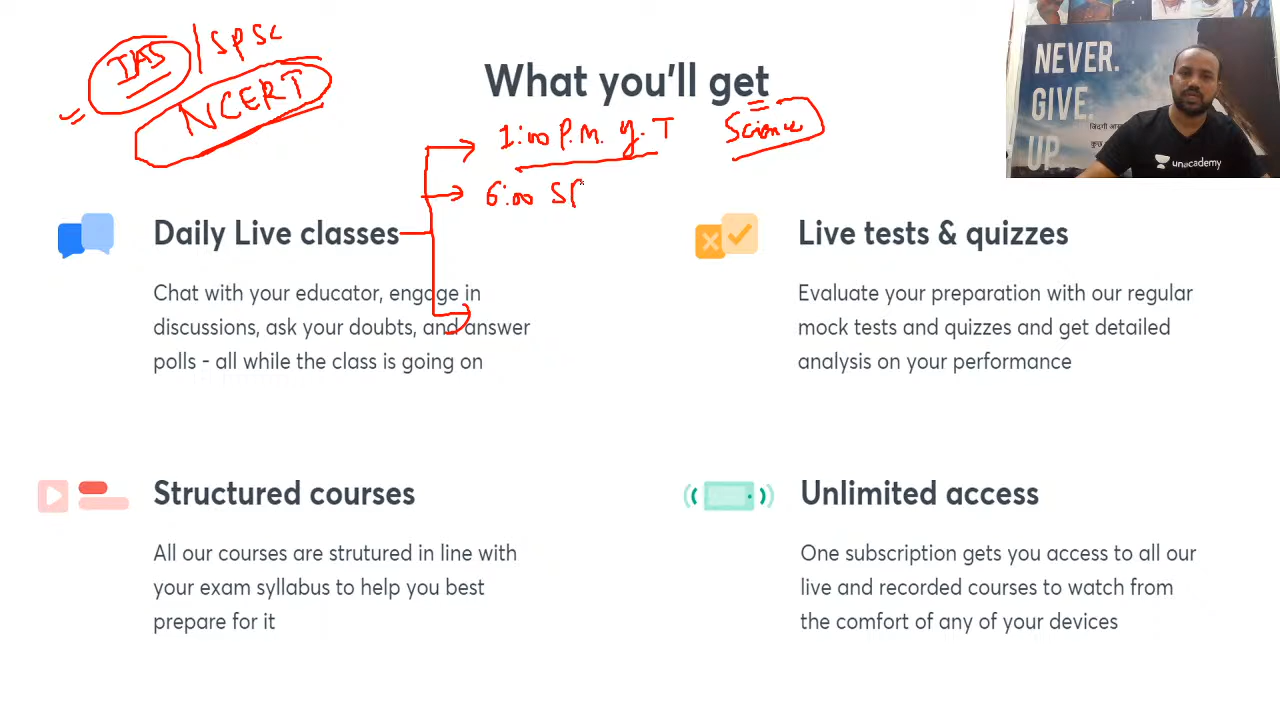 IAS / SPSC
NCERT
What you'll get
1:00 P.M. Y.T Science
6:00
Daily Live classes
Chat with your educator, engage in
discussions, ask your doubts, and answer
polls - all while the class is going on
Live tests & quizzes
Evaluate your preparation with our regular
mock tests and quizzes and get detailed
analysis on your performance
Structured courses
All our courses are strutured in line with
your exam syllabus to help you best
prepare for it
Unlimited access
One subscription gets you access to all our
live and recorded courses to watch from
the comfort of any of your devices
NEVER.
GIVE.
UP.
जिंदगी
कुछ
unacademy